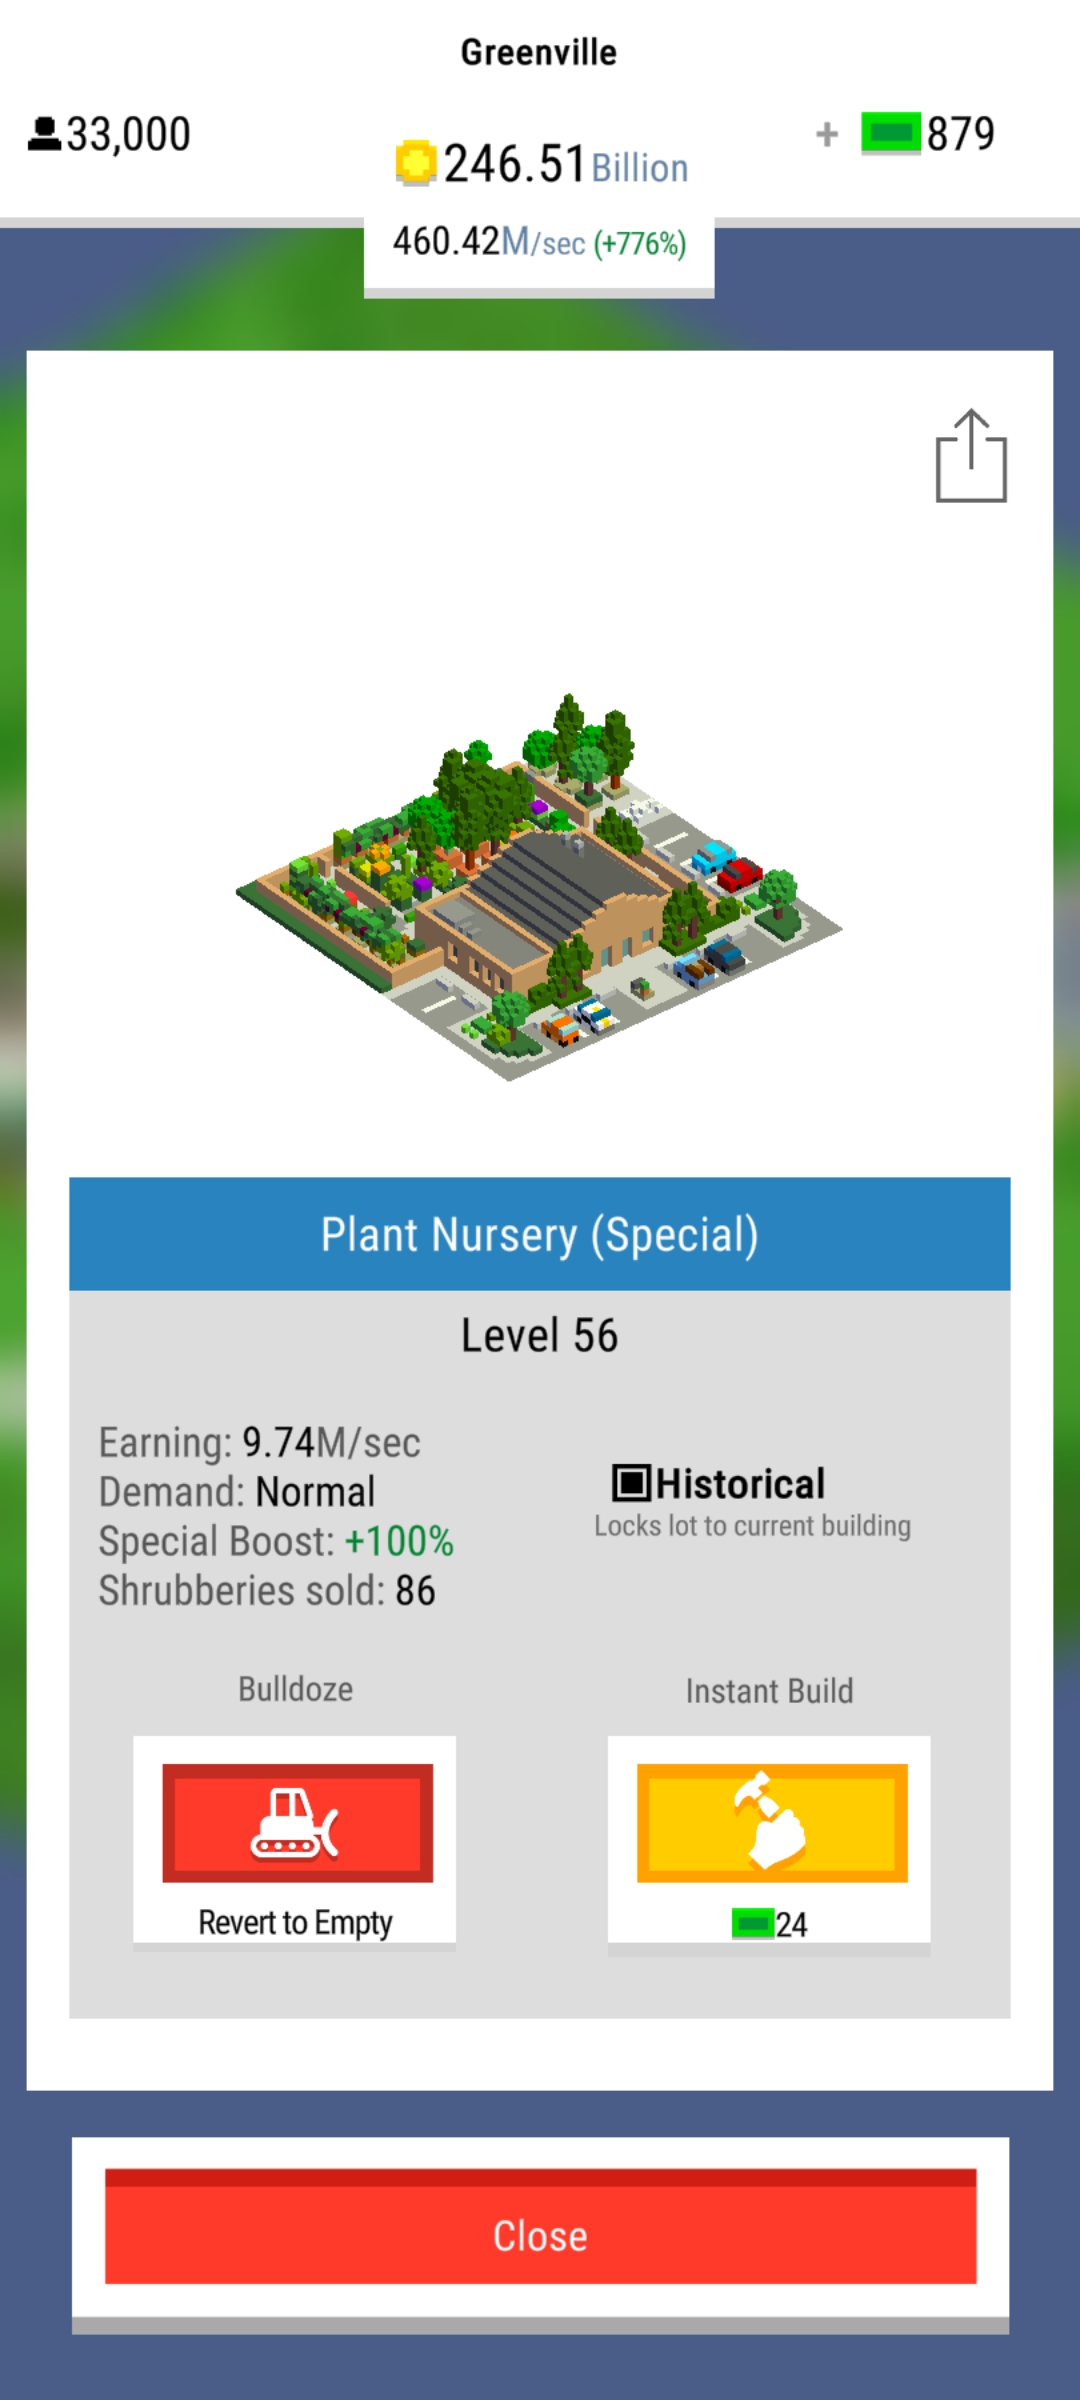 Greenville
33,000
246.51 Billion
+ 879
460.42M/sec (+776%)
Plant Nursery (Special)
Level 56
Earning: 9.74M/sec
Demand: Normal
Special Boost: +100%
Shrubberies sold: 86
Historical
Locks lot to current building
Bulldoze
Revert to Empty
Instant Build
24
Close